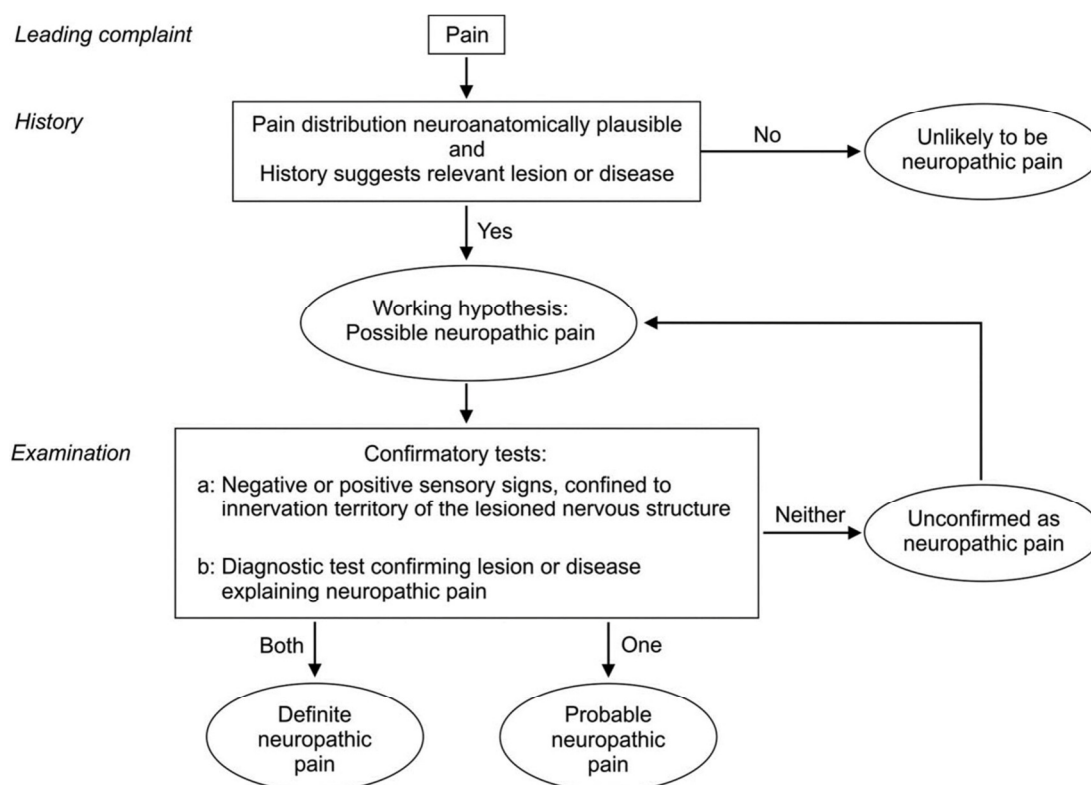 Leading complaint
Pain
History
Pain distribution neuroanatomically plausible
and
History suggests relevant lesion or disease
No
Unlikely to be
neuropathic pain
Yes
Working hypothesis:
Possible neuropathic pain
Examination
Confirmatory tests:
a: Negative or positive sensory signs, confined to
innervation territory of the lesioned nervous structure
b: Diagnostic test confirming lesion or disease
explaining neuropathic pain
Neither
Unconfirmed as
neuropathic pain
Both
One
Definite
neuropathic
pain
Probable
neuropathic
pain